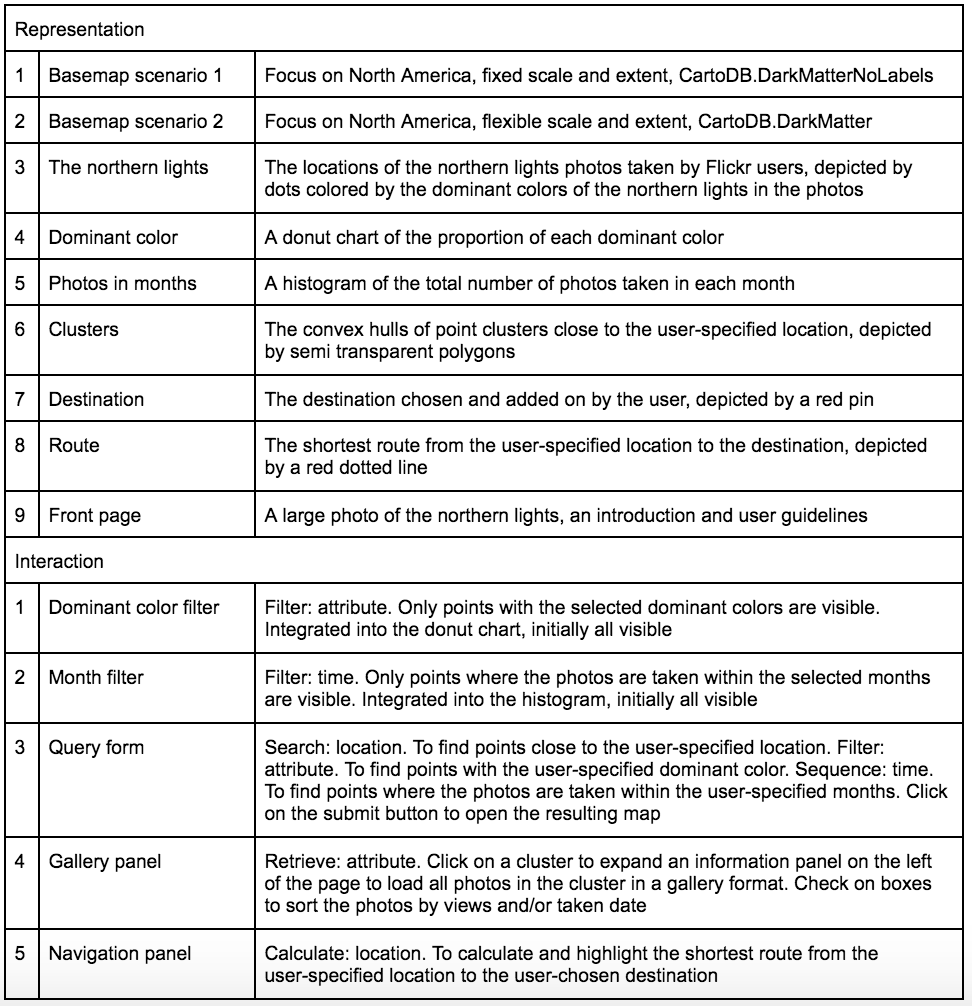 Representation
1 Basemap scenario 1 Focus on North America, fixed scale and extent, CartoDB.DarkMatterNoLabels
2 Basemap scenario 2 Focus on North America, flexible scale and extent, CartoDB.DarkMatter
3 The northern lights The locations of the northern lights photos taken by Flickr users, depicted by
dots colored by the dominant colors of the northern lights in the photos
4 Dominant color A donut chart of the proportion of each dominant color
5 Photos in months A histogram of the total number of photos taken in each month
6 Clusters The convex hulls of point clusters close to the user-specified location, depicted
by semi transparent polygons
7 Destination The destination chosen and added on by the user, depicted by a red pin
8 Route The shortest route from the user-specified location to the destination, depicted
by a red dotted line
9 Front page A large photo of the northern lights, an introduction and user guidelines
Interaction
1 Dominant color filter Filter: attribute. Only points with the selected dominant colors are visible.
Integrated into the donut chart, initially all visible
2 Month filter Filter: time. Only points where the photos are taken within the selected months
are visible. Integrated into the histogram, initially all visible
3 Query form Search: location. To find points close to the user-specified location. Filter:
attribute. To find points with the user-specified dominant color. Sequence: time.
To find points where the photos are taken within the user-specified months. Click
on the submit button to open the resulting map
4 Gallery panel Retrieve: attribute. Click on a cluster to expand an information panel on the left
of the page to load all photos in the cluster in a gallery format. Check on boxes
to sort the photos by views and/or taken date
5 Navigation panel Calculate: location. To calculate and highlight the shortest route from the
user-specified location to the user-chosen destination